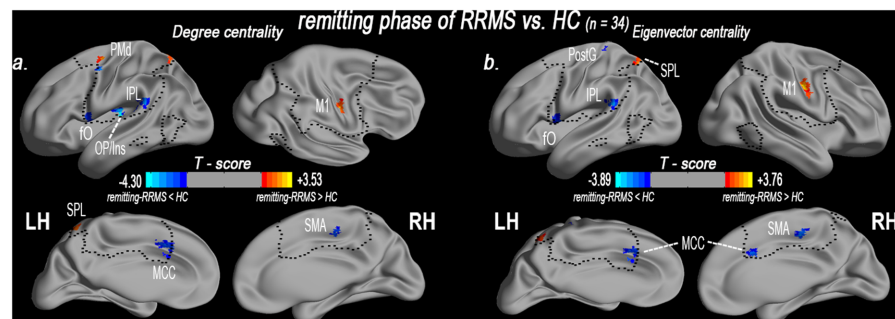 remitting phase of RRMS vs. HC (n = 34)
Degree centrality
Eigenvector centrality
a.
PMd
IPL
fO
OP/Ins
M1
T - score
-4.30
+3.53
remitting-RRMS < HC
remitting-RRMS > HC
LH
RH
SPL
MCC
SMA
b.
PostG
SPL
IPL
fO
M1
T - score
-3.89
+3.76
remitting-RRMS < HC
remitting-RRMS > HC
LH
RH
MCC
SMA